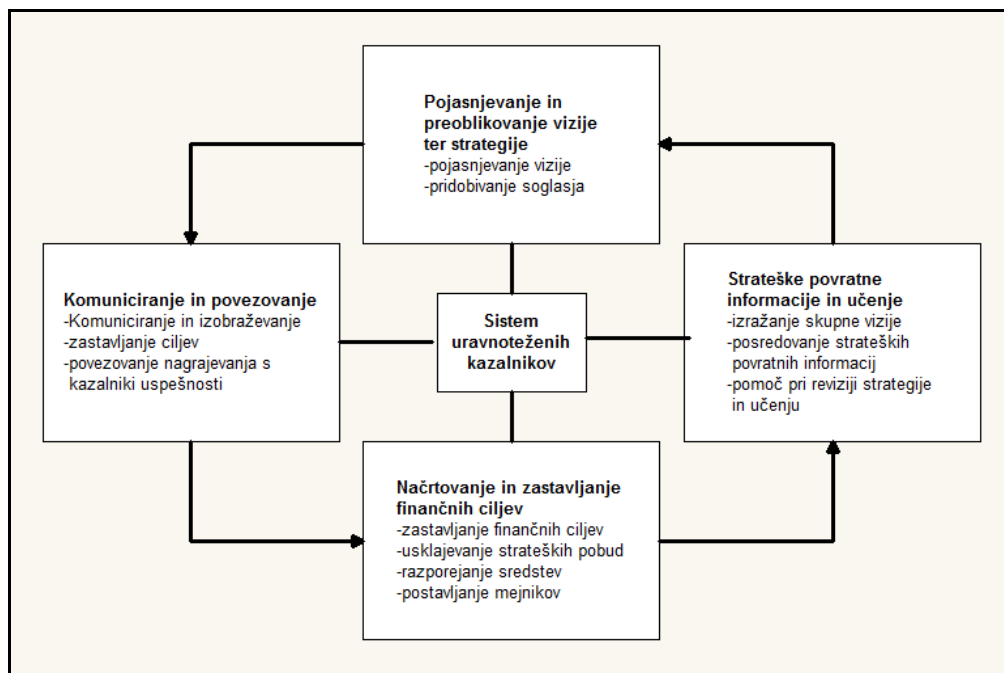 Pojasnjevanje in
preoblikovanje vizije
ter strategije
-pojasnjevanje vizije
-pridobivanje soglasja
Komuniciranje in povezovanje
-Komuniciranje in izobraževanje
-zastavljanje ciljev
-povezovanje nagrajevanja s
kazalniki uspešnosti
Sistem
uravnoteženih
kazalnikov
Strateške povratne
informacije in učenje
-izražanje skupne vizije
-posredovanje strateških
povratnih informacij
-pomoč pri reviziji strategije
in učenju
Načrtovanje in zastavljanje
finančnih ciljev
-zastavljanje finančnih ciljev
-usklajevanje strateških pobud
-razporejanje sredstev
-postavljanje mejnikov